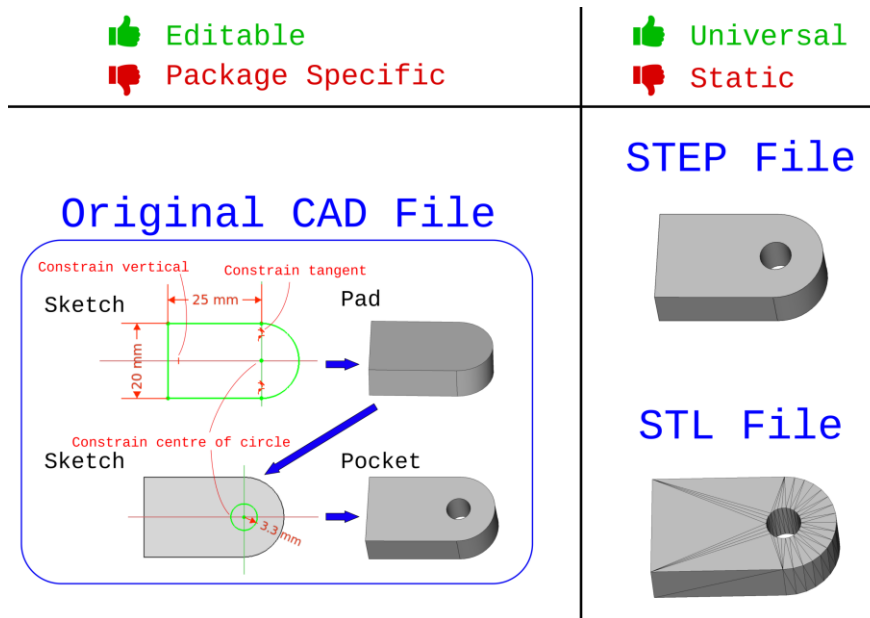 Editable
Package Specific
Universal
Static
Original CAD File
Constrain vertical
Constrain tangent
Sketch
25 mm
Pad
20 mm
Constrain centre of circle
Sketch
Pocket
3.3 mm
STEP File
STL File